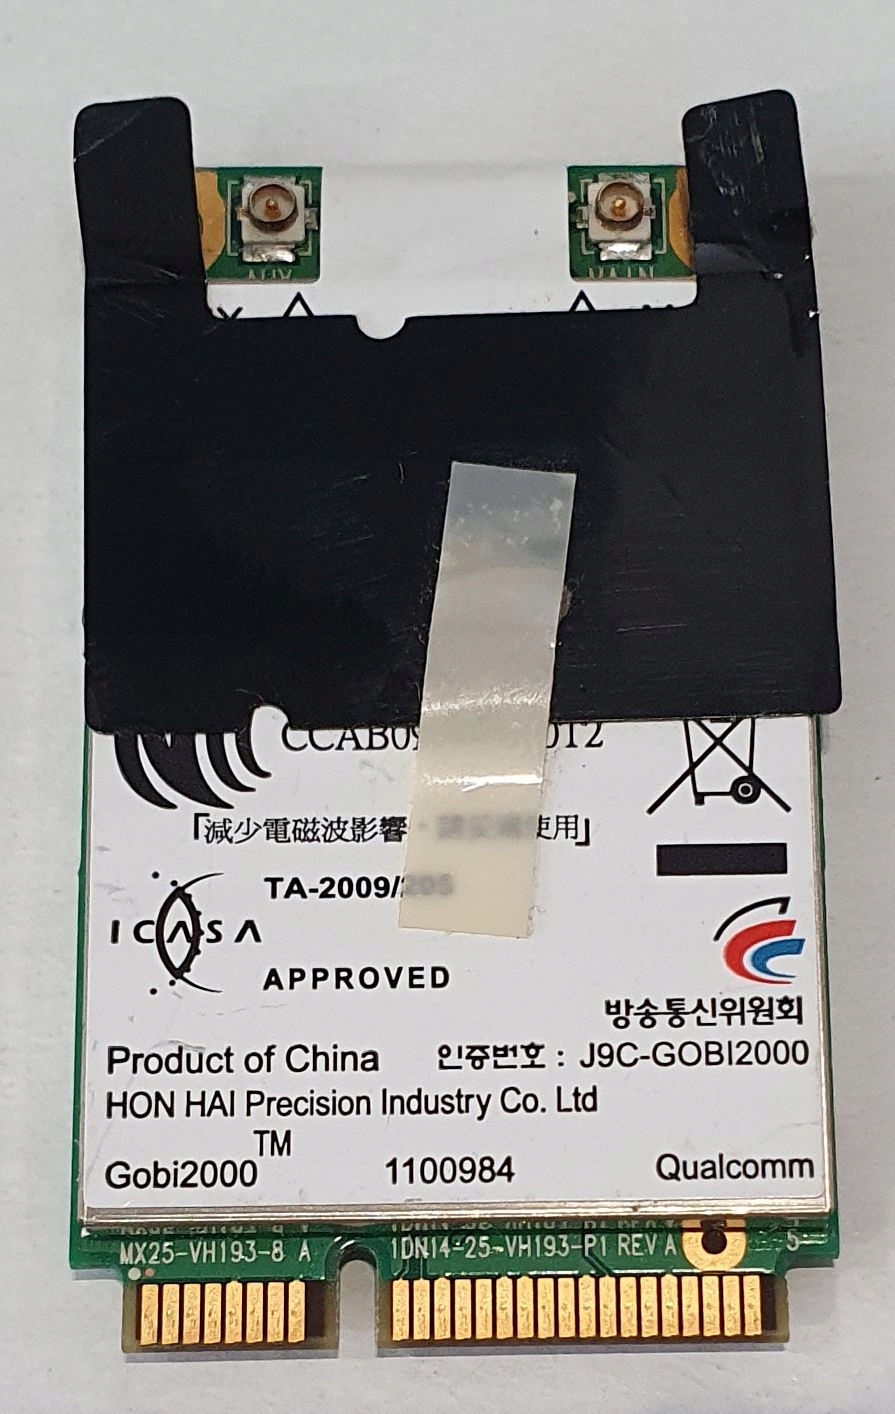 AUX
MAIN
「減少電磁波影響,
使用」
TA-2009/
ICASA
APPROVED
방송통신위원회
Product of China 인증번호 : J9C-GOBI2000
HON HAI Precision Industry Co. Ltd
Gobi2000™ 1100984 Qualcomm
MX25-VH193-8 A 1DN14-25-VH193-P1 REV A 5